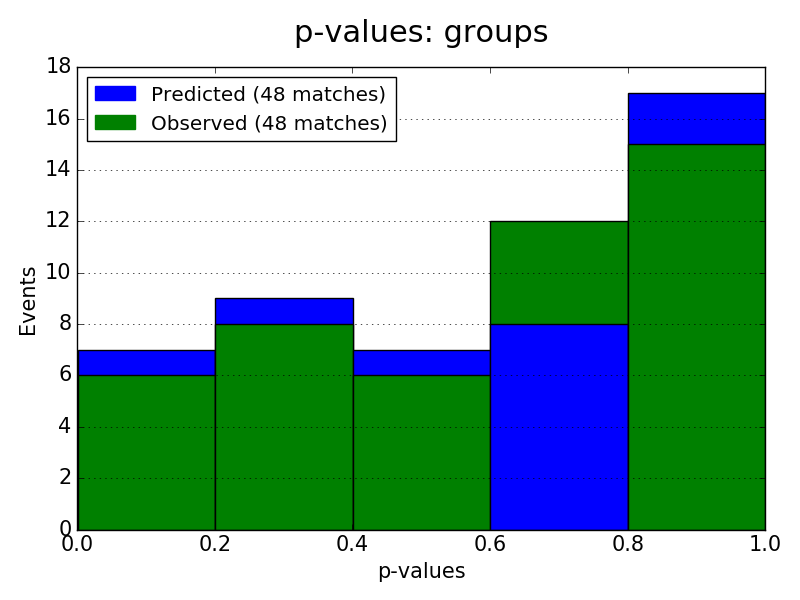 p-values: groups
18
16
14
12
10
8
6
4
2
0
Events
Predicted (48 matches)
Observed (48 matches)
0.0 0.2 0.4 0.6 0.8 1.0
p-values